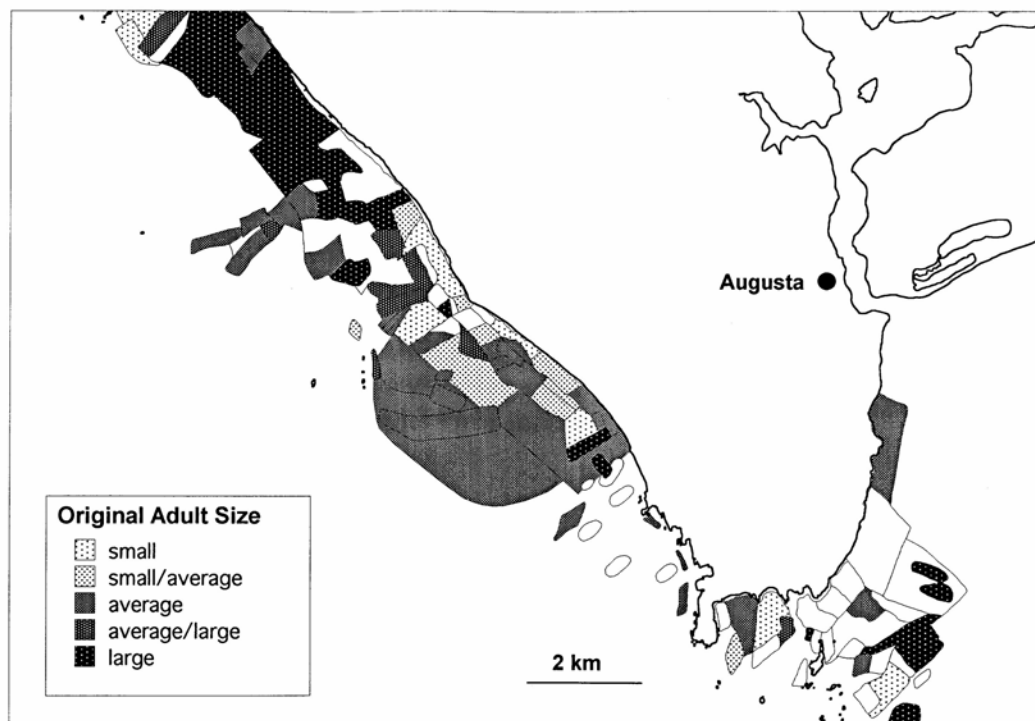 Augusta
Original Adult Size
small
small/average
average
average/large
large
2 km